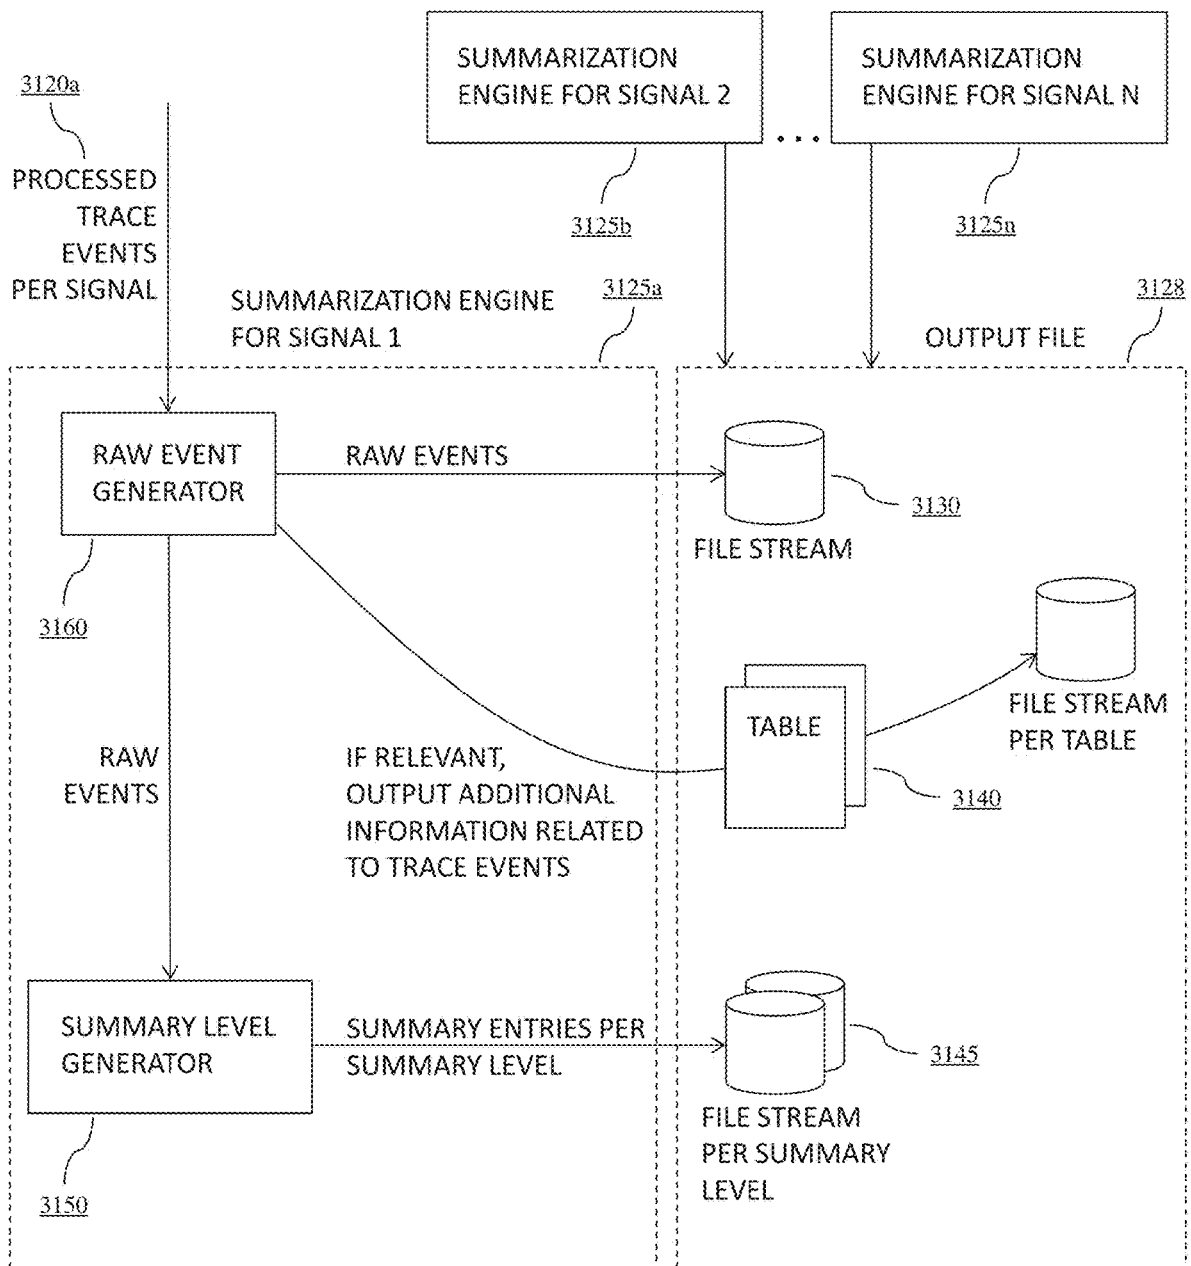 SUMMARIZATION
ENGINE FOR SIGNAL 2
SUMMARIZATION
ENGINE FOR SIGNAL N
...
3120a
PROCESSED
TRACE
EVENTS
PER SIGNAL
3125b
3125n
SUMMARIZATION ENGINE
FOR SIGNAL 1
3125a
OUTPUT FILE
3128
RAW EVENT
GENERATOR
RAW EVENTS
3130
FILE STREAM
3160
TABLE
FILE STREAM
PER TABLE
RAW
EVENTS
IF RELEVANT,
OUTPUT ADDITIONAL
INFORMATION RELATED
TO TRACE EVENTS
3140
SUMMARY LEVEL
GENERATOR
SUMMARY ENTRIES PER
SUMMARY LEVEL
3145
FILE STREAM
PER SUMMARY
LEVEL
3150